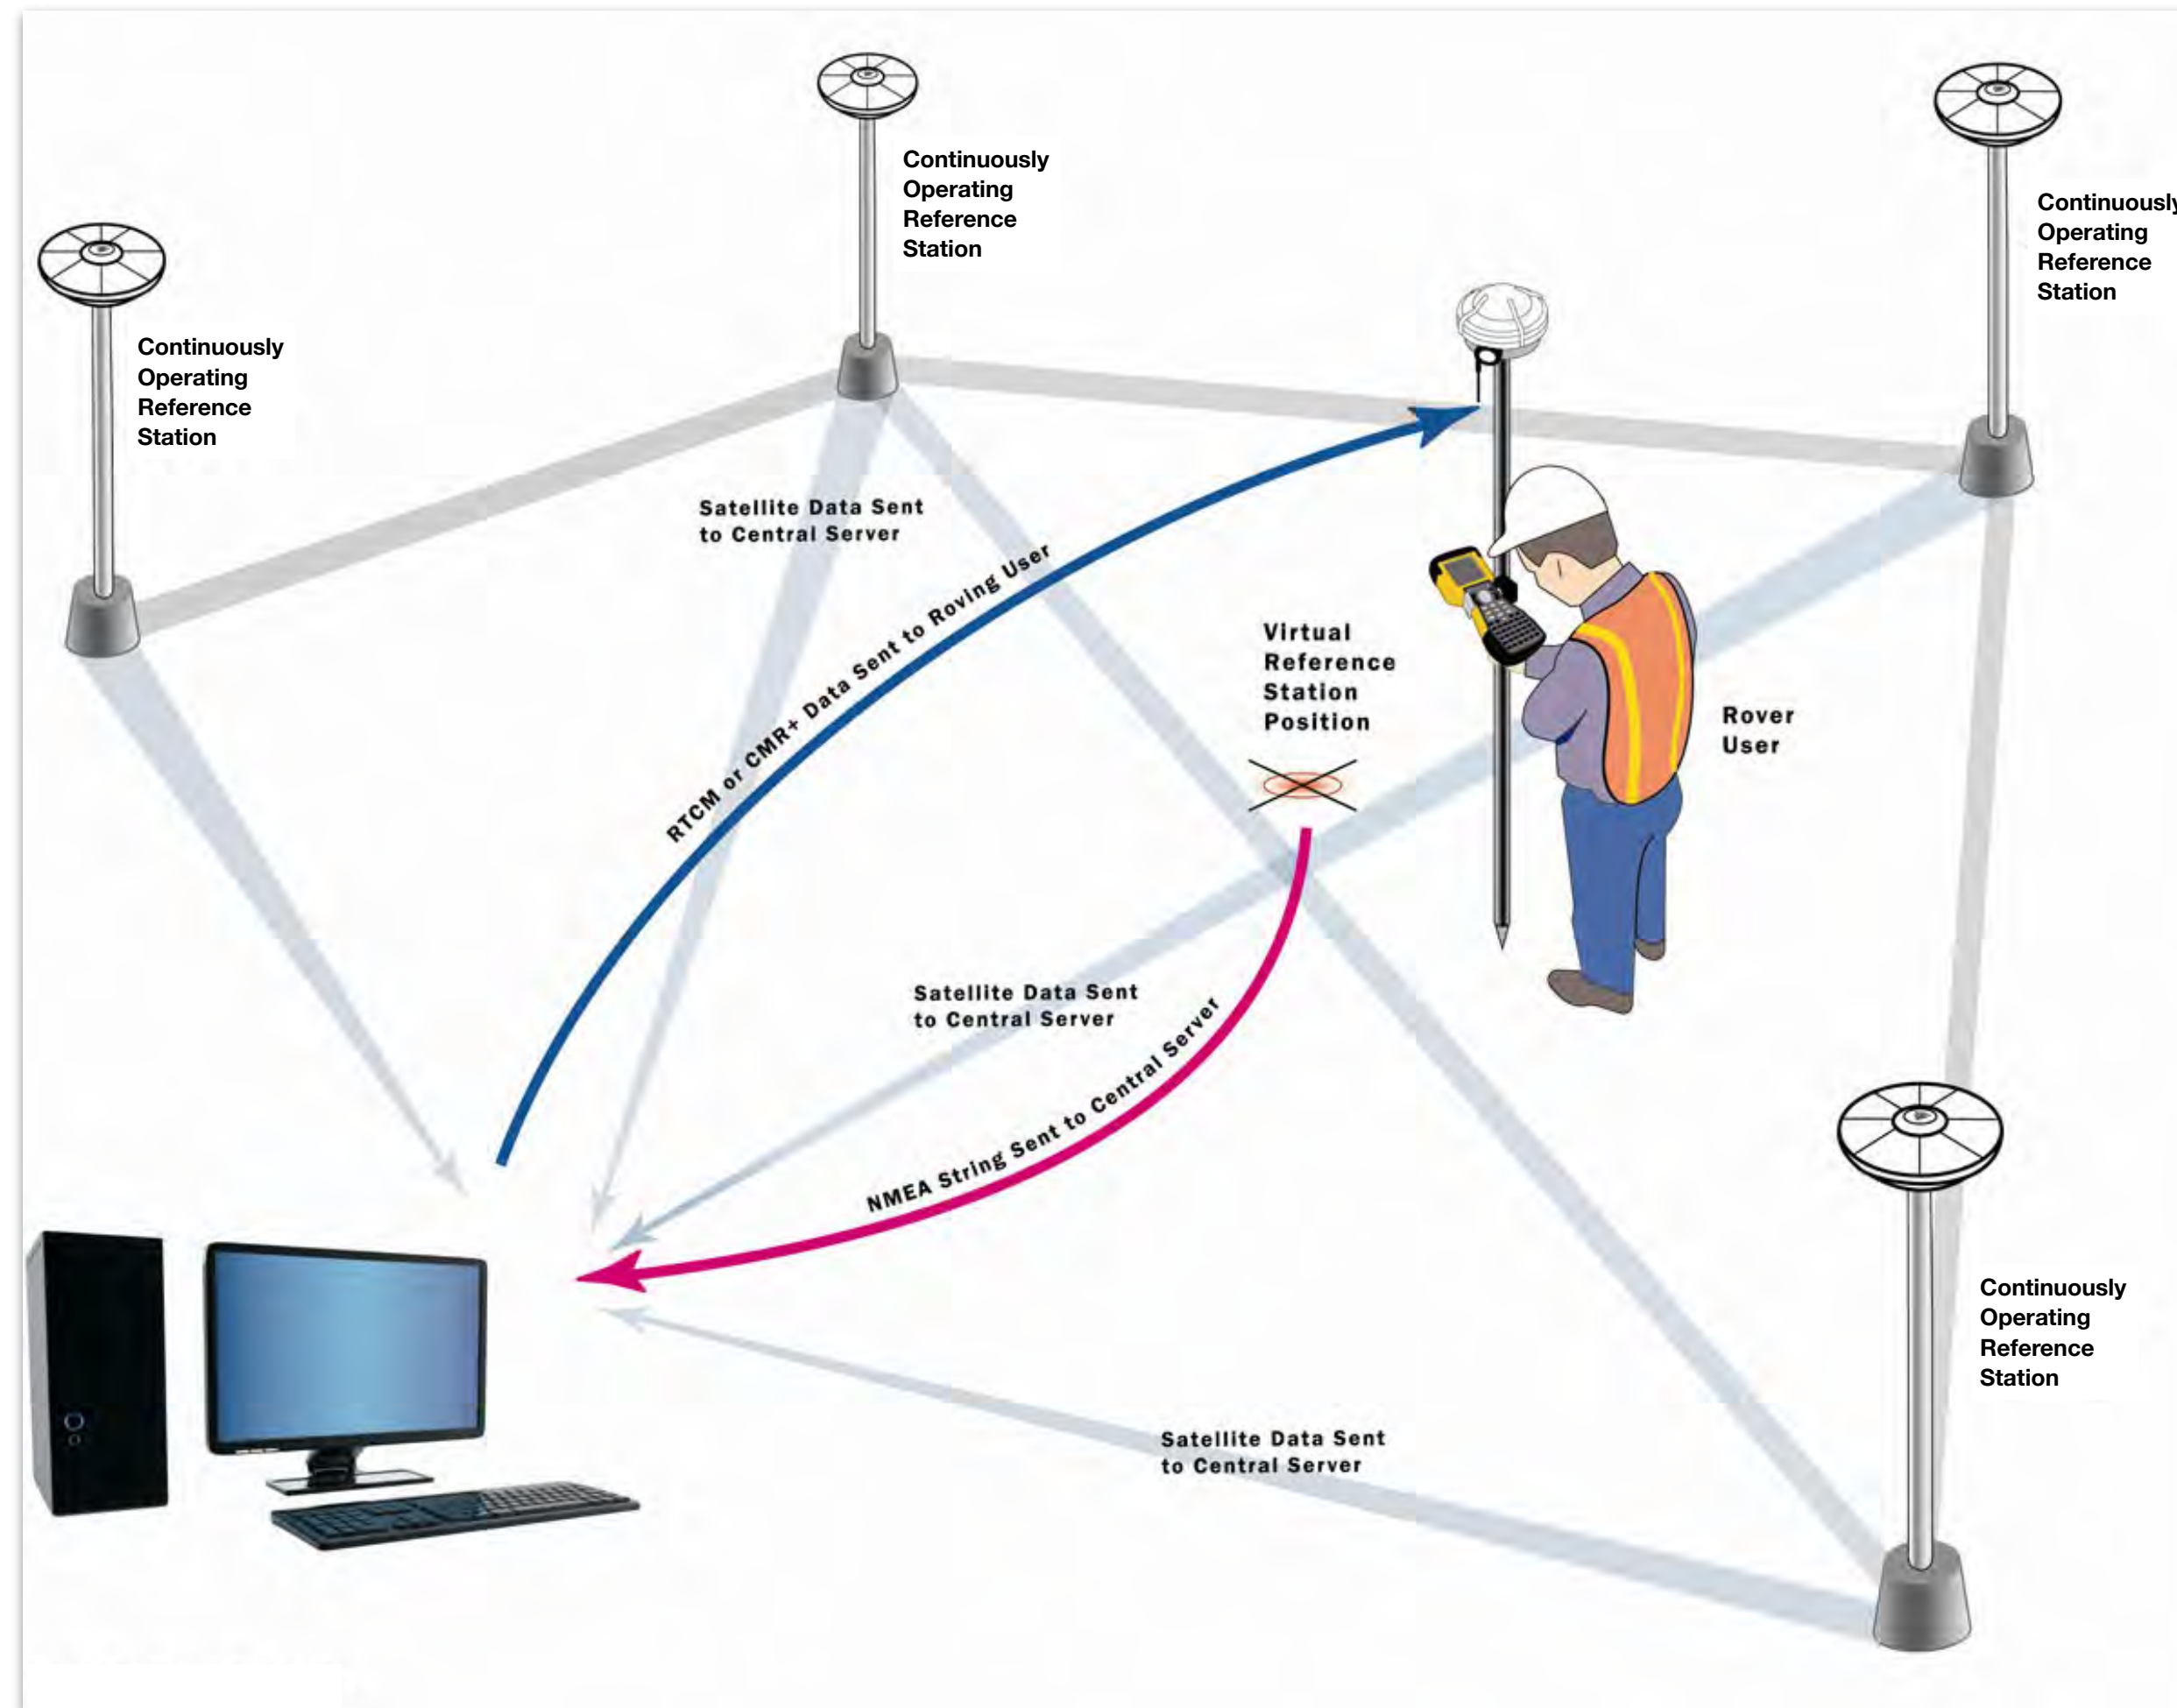 Continuously
Operating
Reference
Station
Continuously
Operating
Reference
Station
Continuously
Operating
Reference
Station
Satellite Data Sent
to Central Server
RTCM or CMR+ Data Sent to Roving User
Virtual
Reference
Station
Position
Rover
User
Satellite Data Sent
to Central Server
NMEA String Sent to Central Server
Continuously
Operating
Reference
Station
Satellite Data Sent
to Central Server